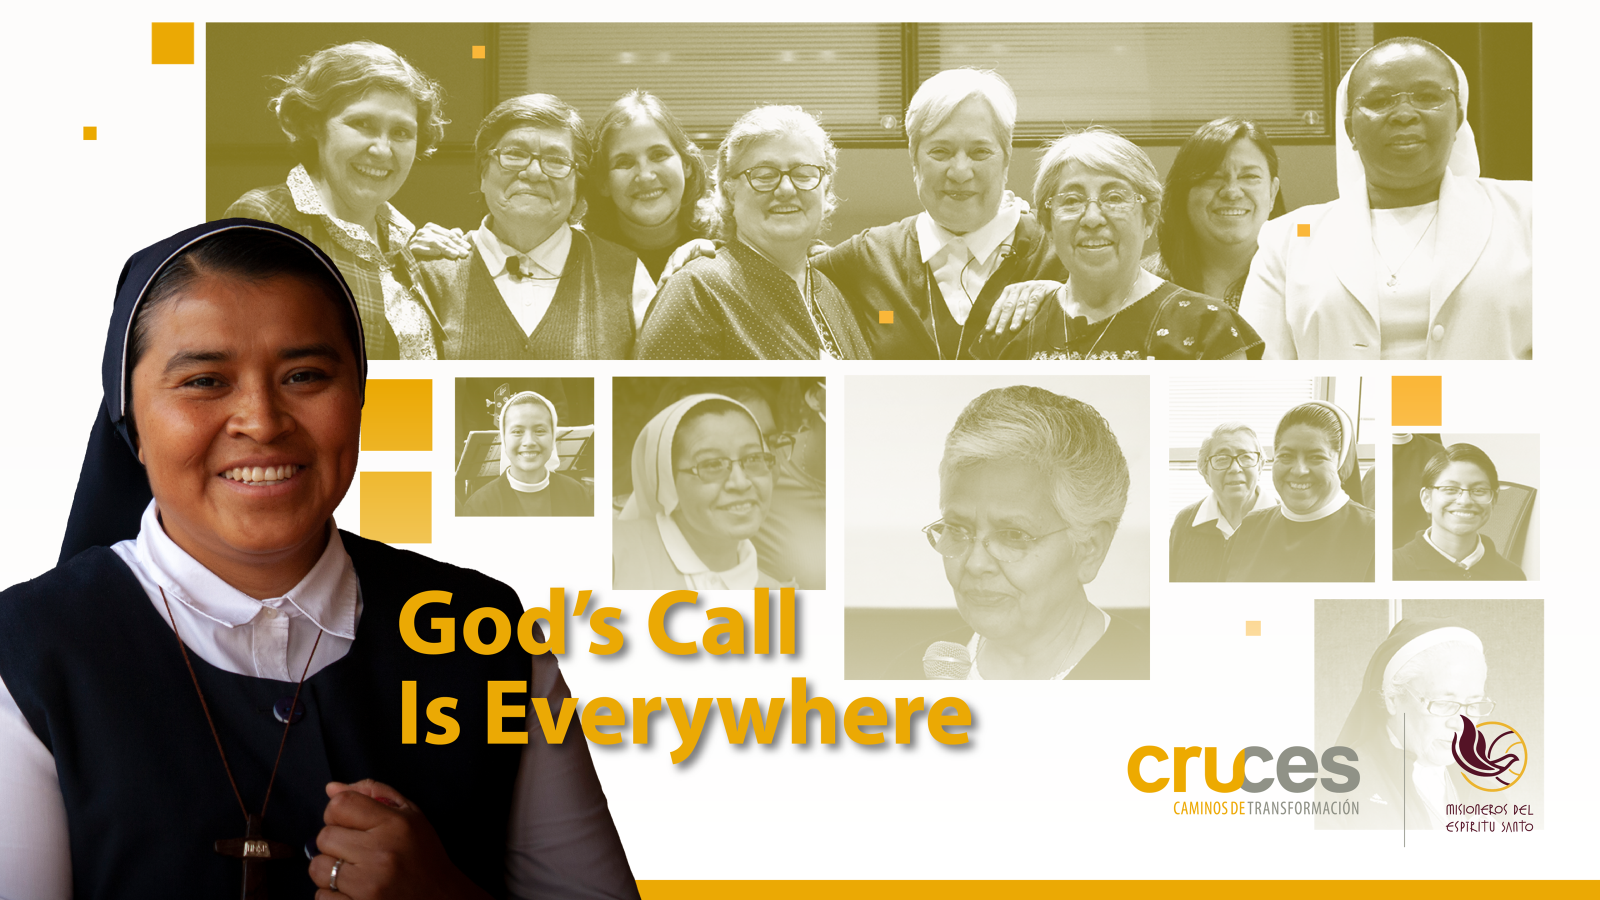 God's Call
Is Everywhere
cruces
CAMINOS DE TRANSFORMACIÓN
MISIONEROS DEL
ESPÍRITU SANTO